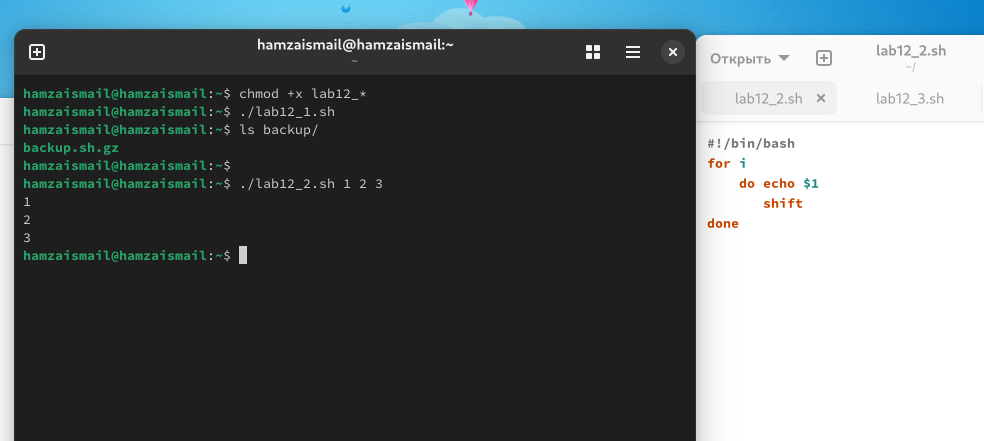 hamzaismail@hamzaismail:~
~
hamzaismail@hamzaismail:~$ chmod +x lab12_*
hamzaismail@hamzaismail:~$ ./lab12_1.sh
hamzaismail@hamzaismail:~$ ls backup/
backup.sh.gz
hamzaismail@hamzaismail:~$
hamzaismail@hamzaismail:~$ ./lab12_2.sh 1 2 3
1
2
3
hamzaismail@hamzaismail:~$
Открыть
lab12_2.sh
~/
lab12_2.sh
lab12_3.sh
#!/bin/bash
for i
    do echo $1
       shift
done